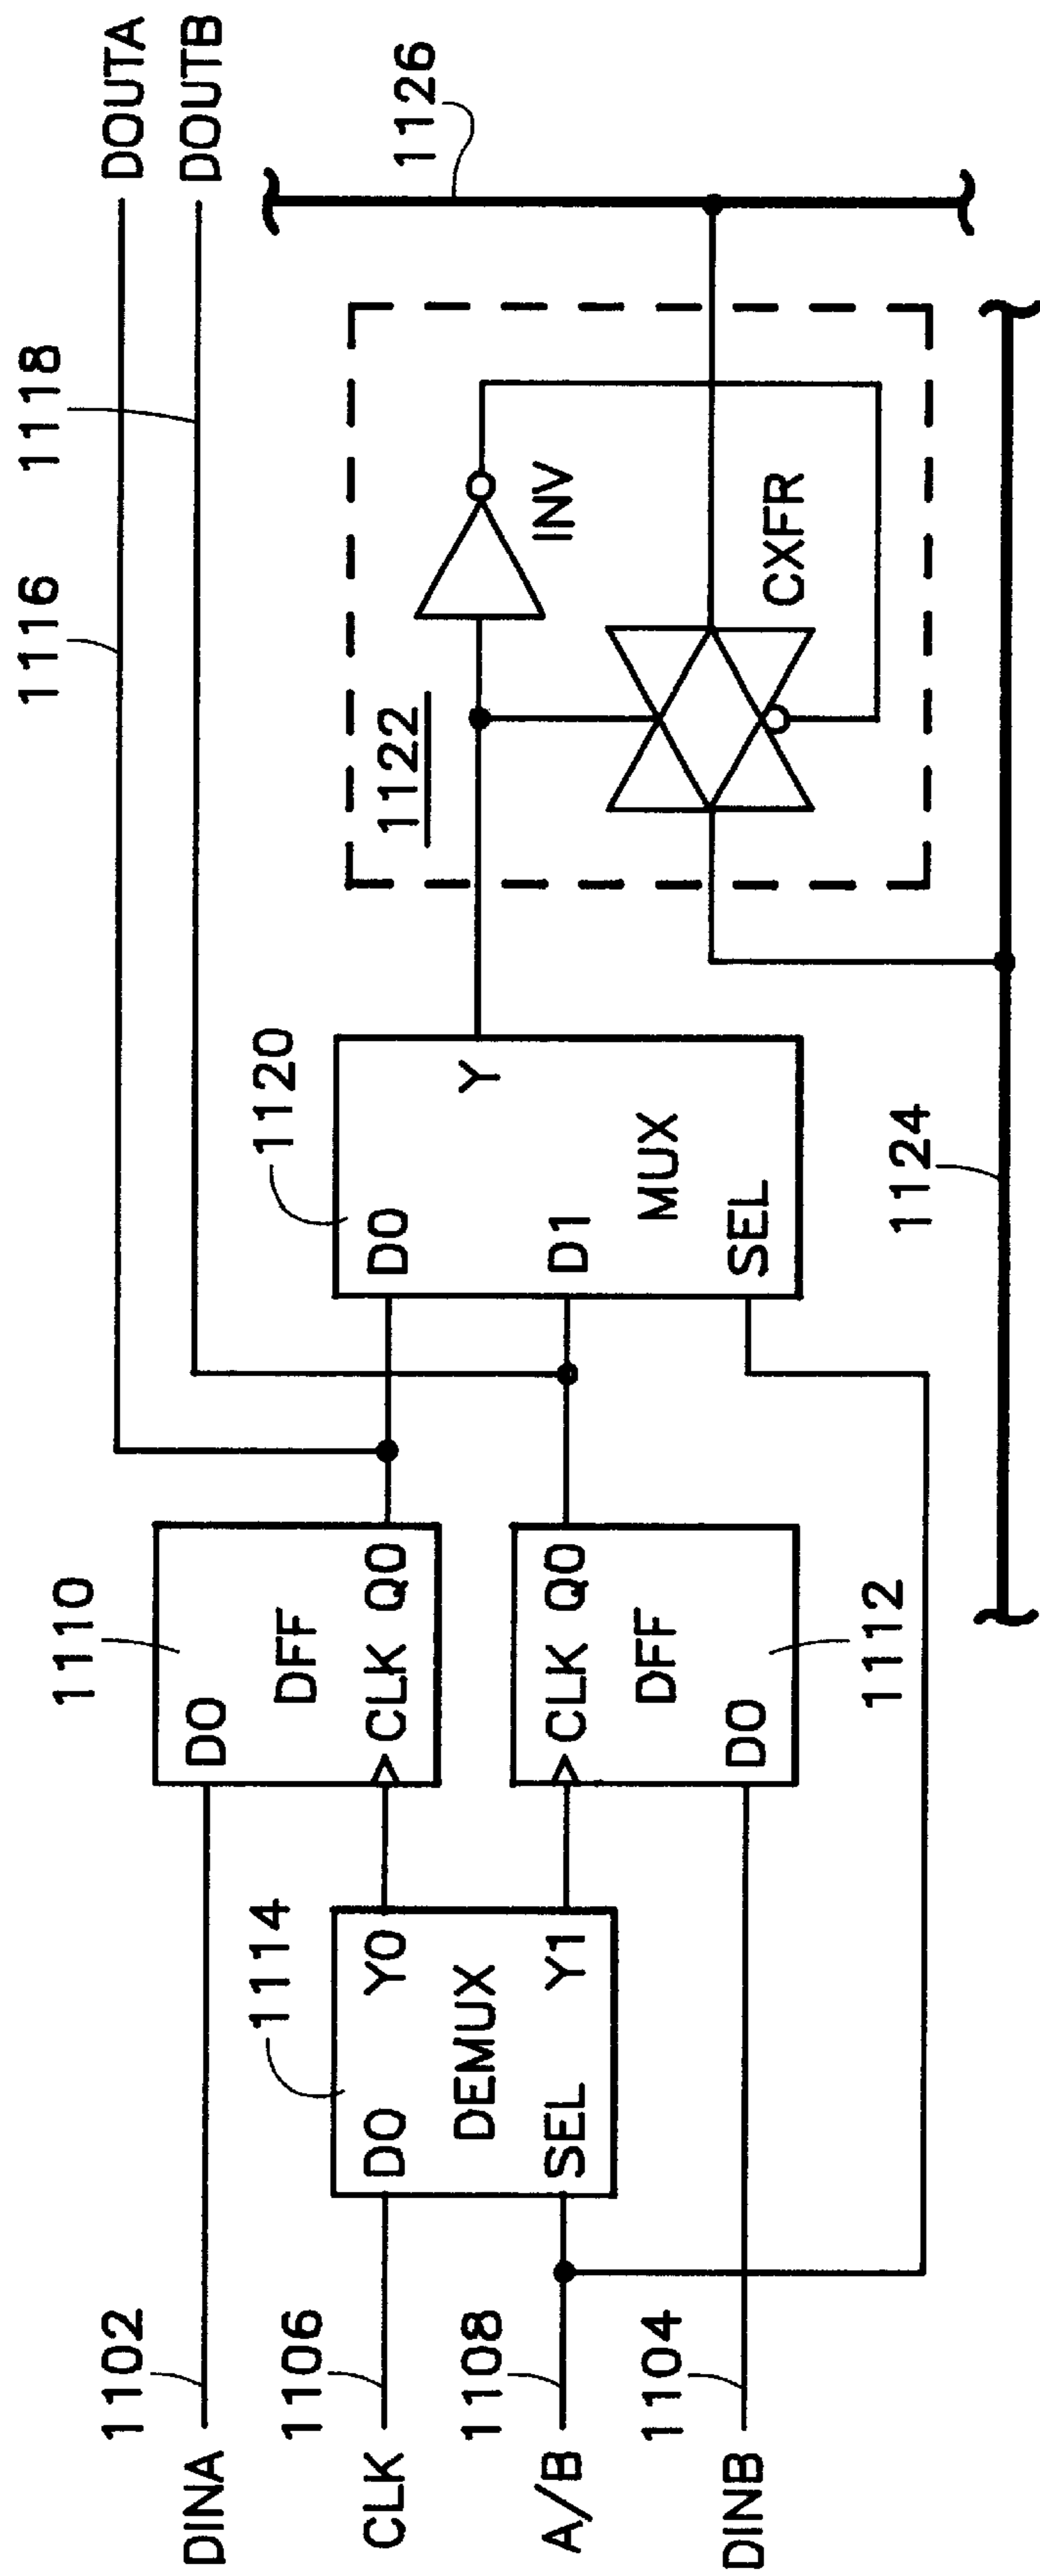 1102
DINA
1106
CLK
1108
A/B
1104
DINB
1114
D0
Y0
DEMUX
SEL
Y1
1110
D0
DFF
CLK Q0
CLK Q0
DFF
D0
1112
1120
D0
Y
D1
MUX
SEL
1116
1118
DOUTA
DOUTB
1122
INV
CXFR
1124
1126